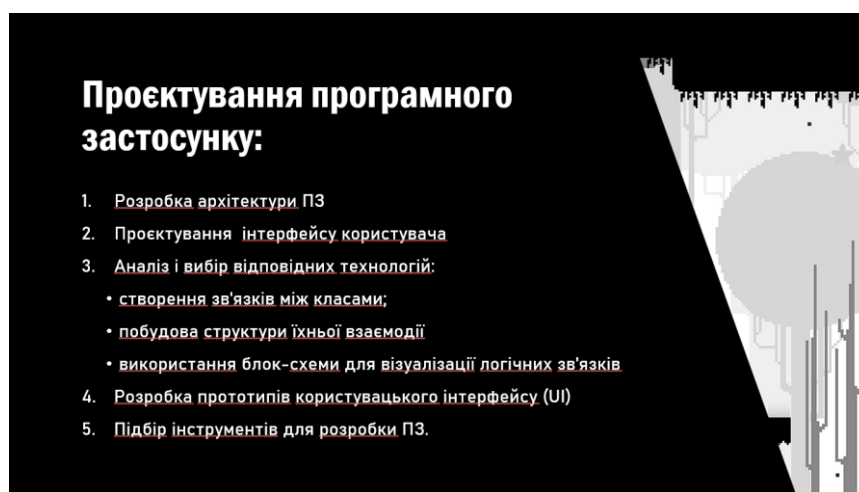 Проєктування програмного
застосунку:
1. Розробка архітектури ПЗ
2. Проєктування інтерфейсу користувача
3. Аналіз і вибір відповідних технологій:
• створення зв'язків між класами;
• побудова структури їхньої взаємодії
• використання блок-схеми для візуалізації логічних зв'язків
4. Розробка прототипів користувацького інтерфейсу (UI)
5. Підбір інструментів для розробки ПЗ.